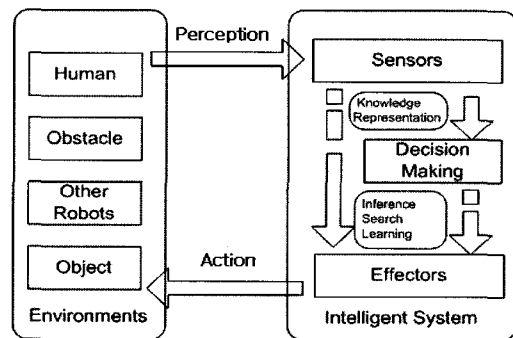 Perception
Human
Obstacle
Other
Robots
Object
Environments
Action
Sensors
Knowledge
Representation
Decision
Making
Inference
Search
Learning
Effectors
Intelligent System